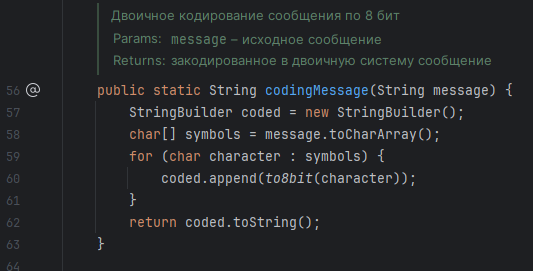 Двоичное кодирование сообщения по 8 бит
Params: message – исходное сообщение
Returns: закодированное в двоичную систему сообщение
56 @ public static String codingMessage(String message) {
57 StringBuilder coded = new StringBuilder();
58 char[] symbols = message.toCharArray();
59 for (char character : symbols) {
60 coded.append(to8bit(character));
61 }
62 return coded.toString();
63 }
64